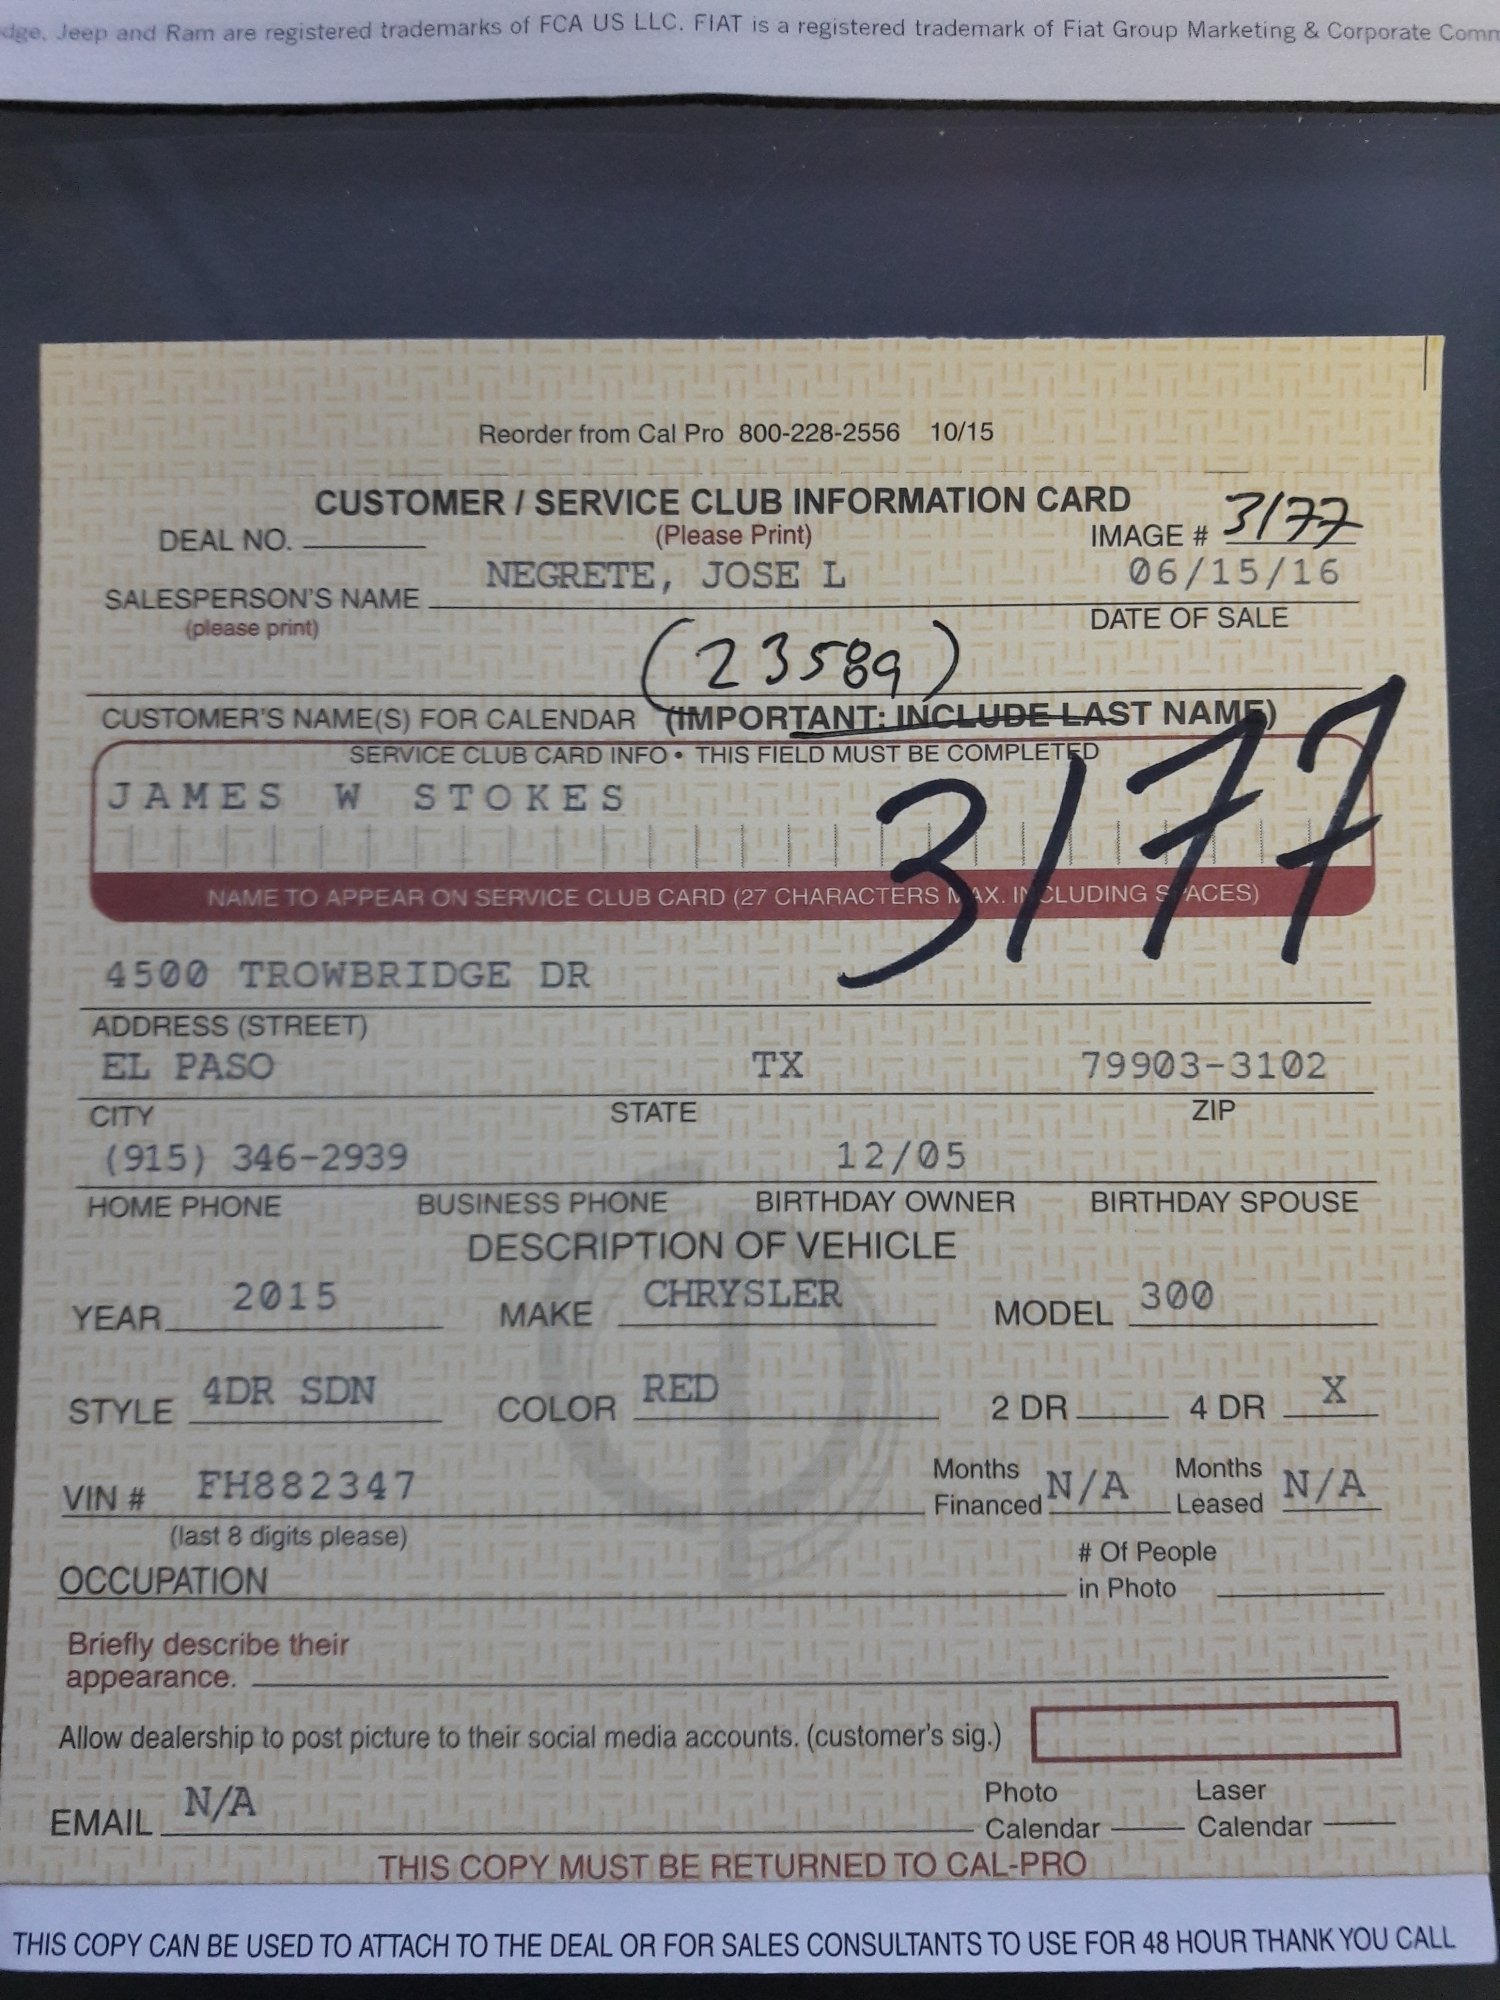 dge, Jeep and Ram are registered trademarks of FCA US LLC. FIAT is a registered trademark of Fiat Group Marketing & Corporate Comm
Reorder from Cal Pro 800-228-2556 10/15
CUSTOMER / SERVICE CLUB INFORMATION CARD
DEAL NO. (Please Print) IMAGE # 3177
NEGRETE, JOSE L 06/15/16
SALESPERSON'S NAME DATE OF SALE
(please print)
(23589)
CUSTOMER'S NAME(S) FOR CALENDAR (IMPORTANT: INCLUDE LAST NAME)
SERVICE CLUB CARD INFO • THIS FIELD MUST BE COMPLETED
JAMES W STOKES 3177
NAME TO APPEAR ON SERVICE CLUB CARD (27 CHARACTERS MAX. INCLUDING SPACES)
4500 TROWBRIDGE DR
ADDRESS (STREET)
EL PASO TX 79903-3102
CITY STATE ZIP
(915) 346-2939 12/05
HOME PHONE BUSINESS PHONE BIRTHDAY OWNER BIRTHDAY SPOUSE
DESCRIPTION OF VEHICLE
YEAR 2015 MAKE CHRYSLER MODEL 300
STYLE 4DR SDN COLOR RED 2 DR 4 DR X
VIN # FH882347 Months Financed N/A Months Leased N/A
(last 8 digits please)
OCCUPATION # Of People in Photo
Briefly describe their
appearance.
Allow dealership to post picture to their social media accounts. (customer's sig.)
EMAIL N/A Photo Calendar Laser Calendar
THIS COPY MUST BE RETURNED TO CAL-PRO
THIS COPY CAN BE USED TO ATTACH TO THE DEAL OR FOR SALES CONSULTANTS TO USE FOR 48 HOUR THANK YOU CALL